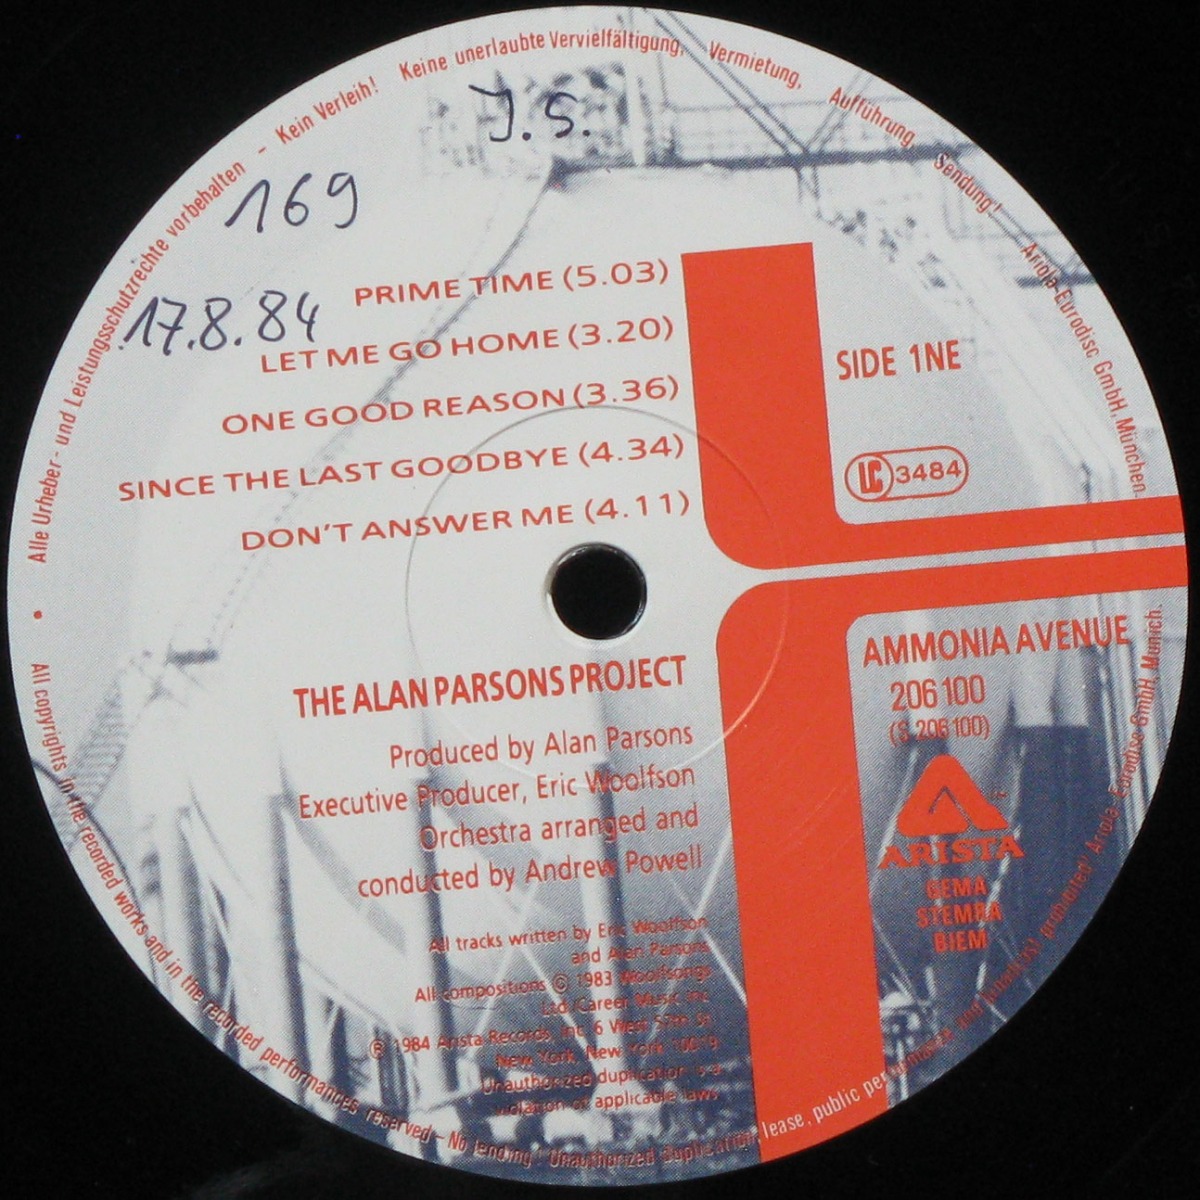 Alle Urheber- und Leistungsschutzrechte vorbehalten – Kein Verleih! Keine unerlaubte Vervielfältigung, Vermietung, Aufführung, Sendung! Ariola-Eurodisc GmbH, München.
J.S.
169
17.8.84
PRIME TIME (5.03)
LET ME GO HOME (3.20)
ONE GOOD REASON (3.36)
SINCE THE LAST GOODBYE (4.34)
DON'T ANSWER ME (4.11)
SIDE 1NE
LC 3484
THE ALAN PARSONS PROJECT
Produced by Alan Parsons
Executive Producer, Eric Woolfson
Orchestra arranged and
conducted by Andrew Powell
All tracks written by Eric Woolfson
and Alan Parsons
All compositions © 1983 Woolfsongs
Ltd./Career Music, Inc.
℗ 1984 Arista Records, Inc. 6 West 57th St.
New York, New York 10019
Unauthorized duplication is a
violation of applicable laws
AMMONIA AVENUE
206 100
(S 206 100)
ARISTA
GEMA
STEMRA
BIEM
• All copyrights in the recorded works and in the recorded performances reserved – No lending! Unauthorized duplication, lease, public performance and broadcast prohibited! Ariola-Eurodisc GmbH, Munich.